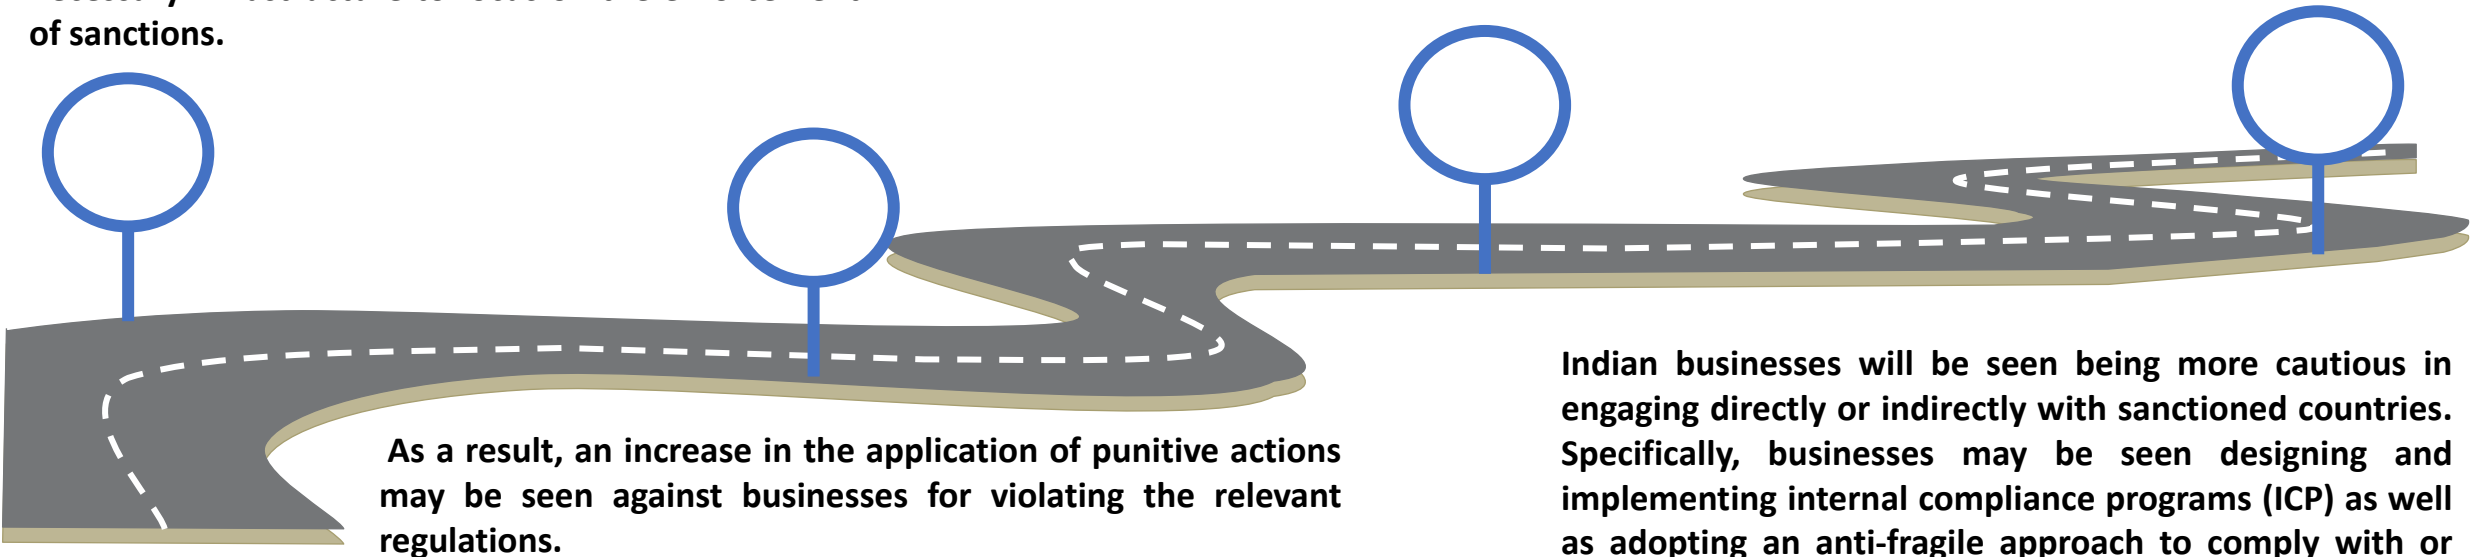 of sanctions.
As a result, an increase in the application of punitive actions
may be seen against businesses for violating the relevant
regulations.
Indian businesses will be seen being more cautious in
engaging directly or indirectly with sanctioned countries.
Specifically, businesses may be seen designing and
implementing internal compliance programs (ICP) as well
as adopting an anti-fragile approach to comply with or